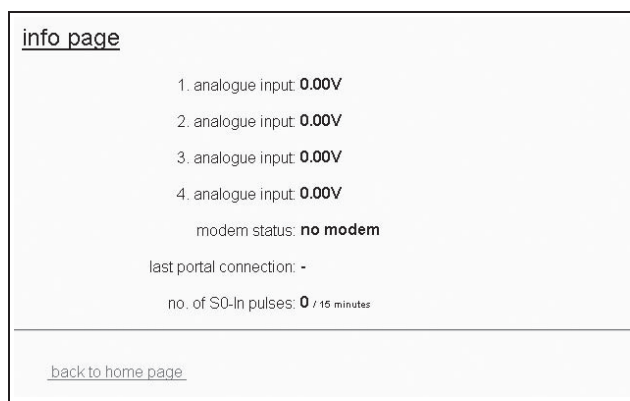 info page
1. analogue input: 0.00V
2. analogue input: 0.00V
3. analogue input: 0.00V
4. analogue input: 0.00V
modem status: no modem
last portal connection: -
no. of S0-In pulses: 0 / 15 minutes
back to home page